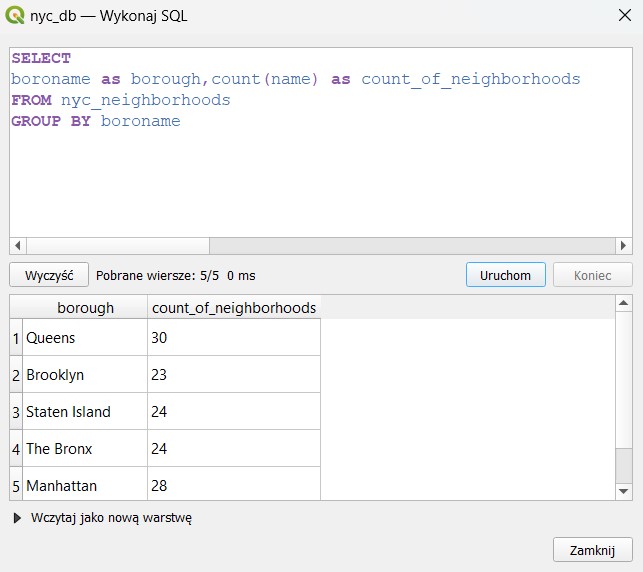 nyc_db — Wykonaj SQL
SELECT
boroname as borough,count(name) as count_of_neighborhoods
FROM nyc_neighborhoods
GROUP BY boroname
Wyczyść Pobrane wiersze: 5/5 0 ms Uruchom Koniec
borough count_of_neighborhoods
1 Queens 30
2 Brooklyn 23
3 Staten Island 24
4 The Bronx 24
5 Manhattan 28
Wczytaj jako nową warstwę
Zamknij